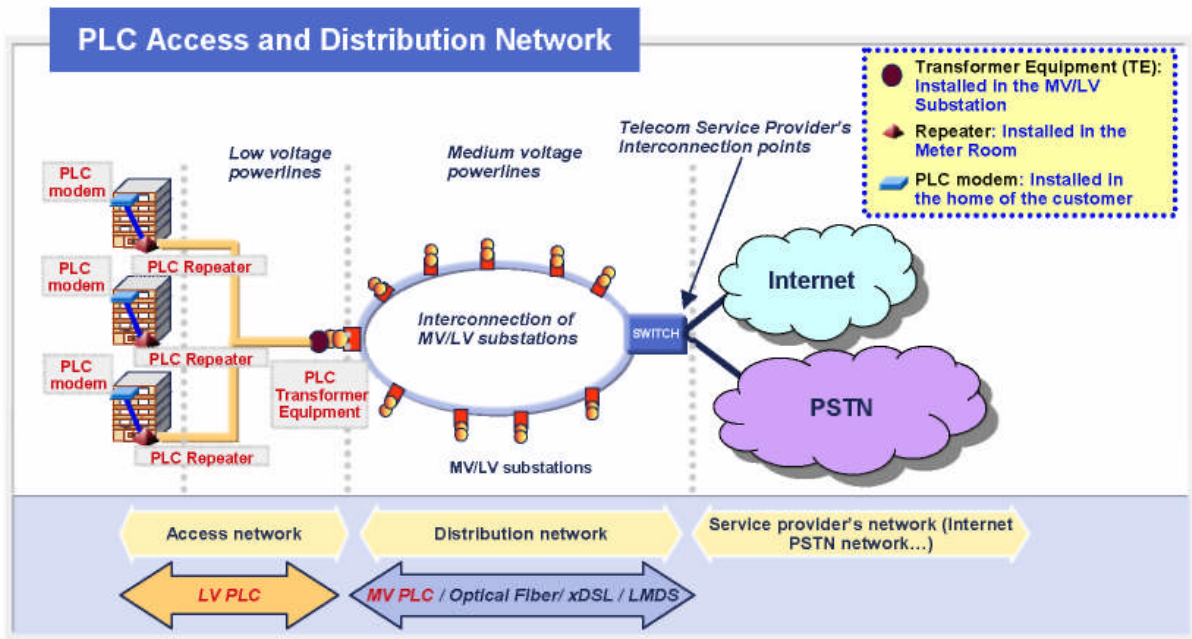 PLC Access and Distribution Network
Transformer Equipment (TE):
Installed in the MV/LV
Substation
Repeater: Installed in the
Meter Room
PLC modem: Installed in
the home of the customer
Telecom Service Provider's
Interconnection points
Low voltage
powerlines
Medium voltage
powerlines
PLC
modem
PLC Repeater
PLC
modem
PLC Repeater
PLC
modem
PLC Repeater
PLC
Transformer
Equipment
Interconnection of
MV/LV substations
SWITCH
Internet
PSTN
MV/LV substations
Access network
Distribution network
Service provider's network (Internet
PSTN network...)
LV PLC
MV PLC / Optical Fiber/ xDSL / LMDS